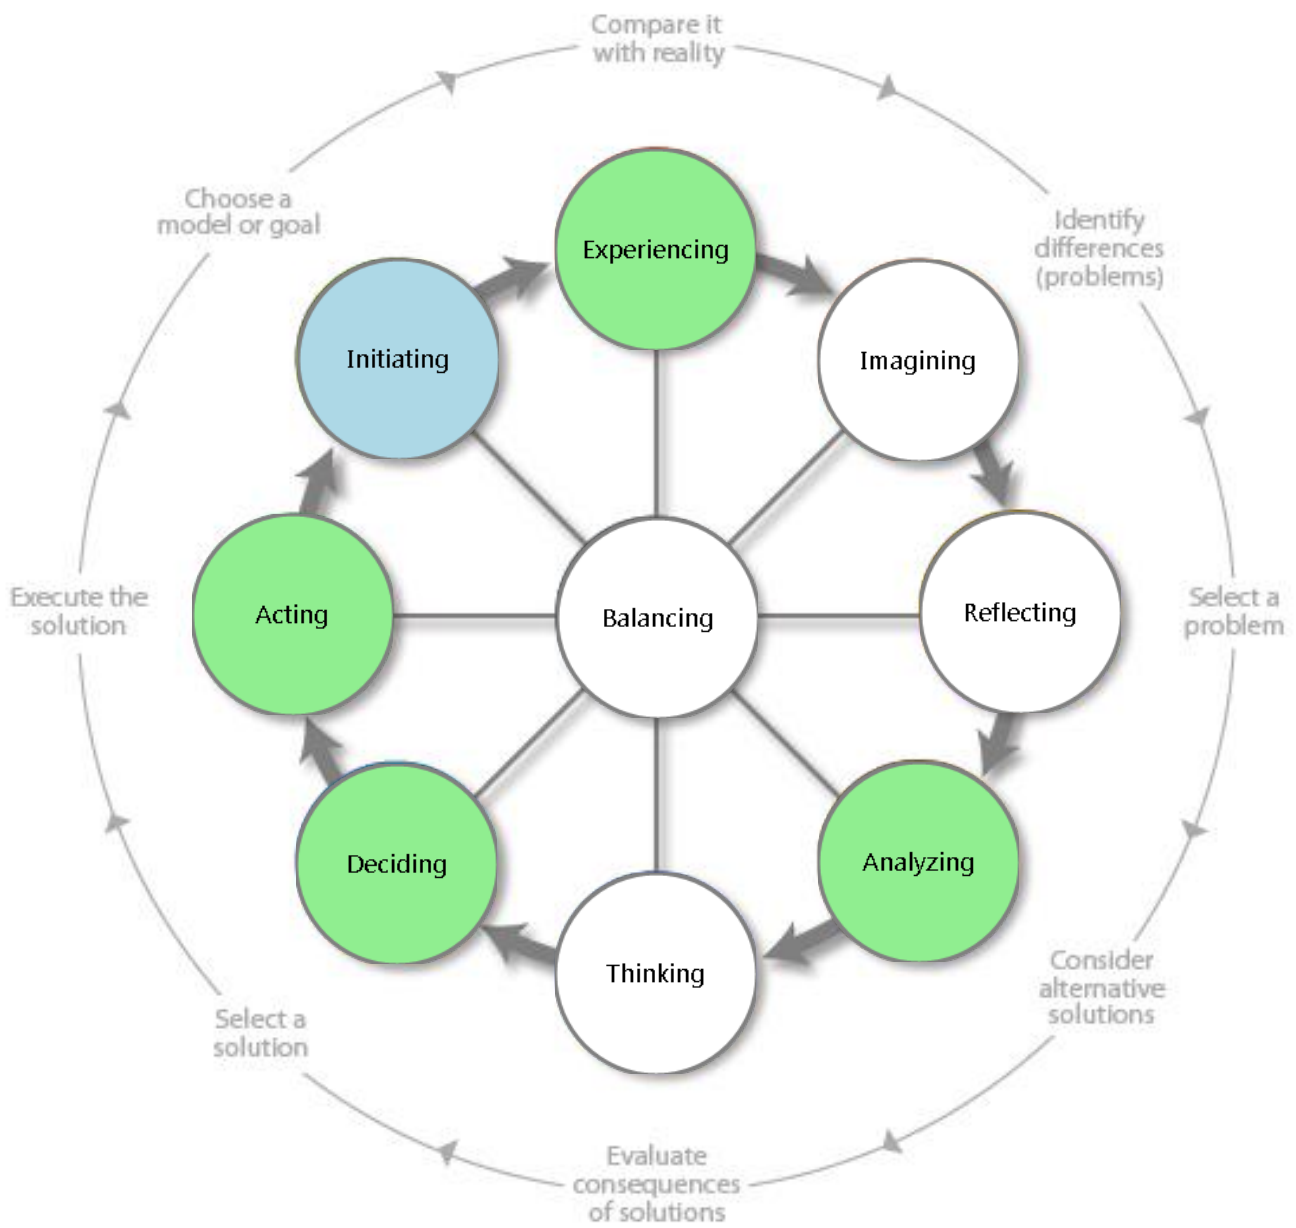 Compare it
with reality
Choose a
model or goal
Identify
differences
(problems)
Experiencing
Initiating
Imagining
Execute the
solution
Acting
Balancing
Reflecting
Select a
problem
Deciding
Analyzing
Thinking
Select a
solution
Consider
alternative
solutions
Evaluate
consequences
of solutions